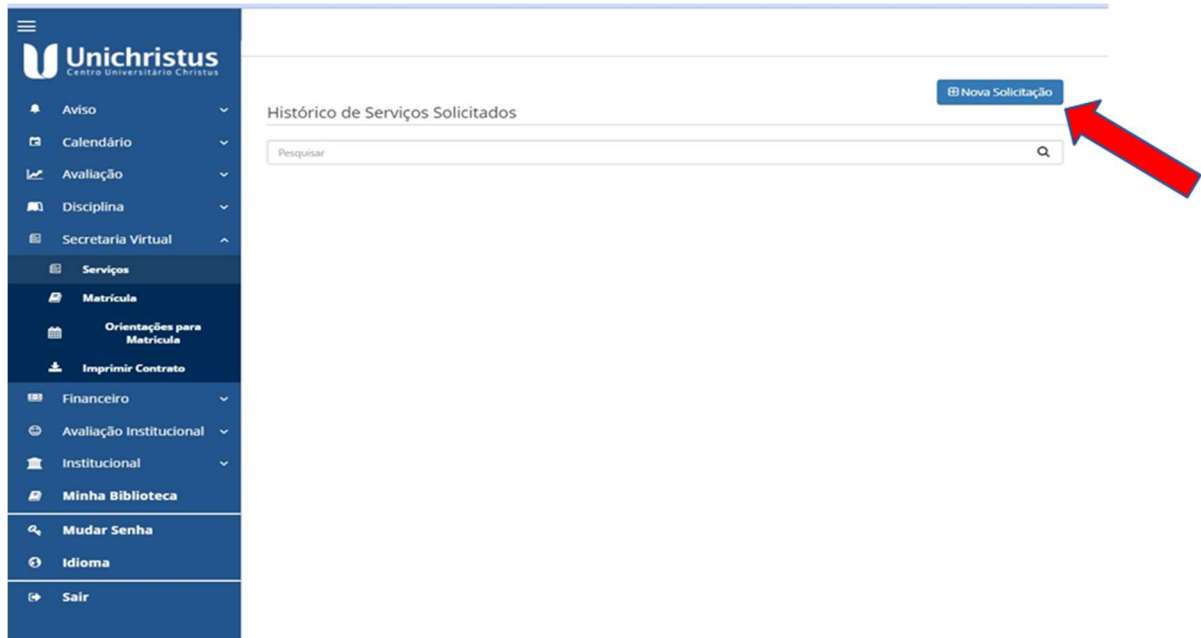 Unichristus
Centro Universitário Christus
Aviso
Calendário
Avaliação
Disciplina
Secretaria Virtual
Serviços
Matrícula
Orientações para
Matrícula
Imprimir Contrato
Financeiro
Avaliação Institucional
Institucional
Minha Biblioteca
Mudar Senha
Idioma
Sair
Nova Solicitação
Histórico de Serviços Solicitados
Pesquisar